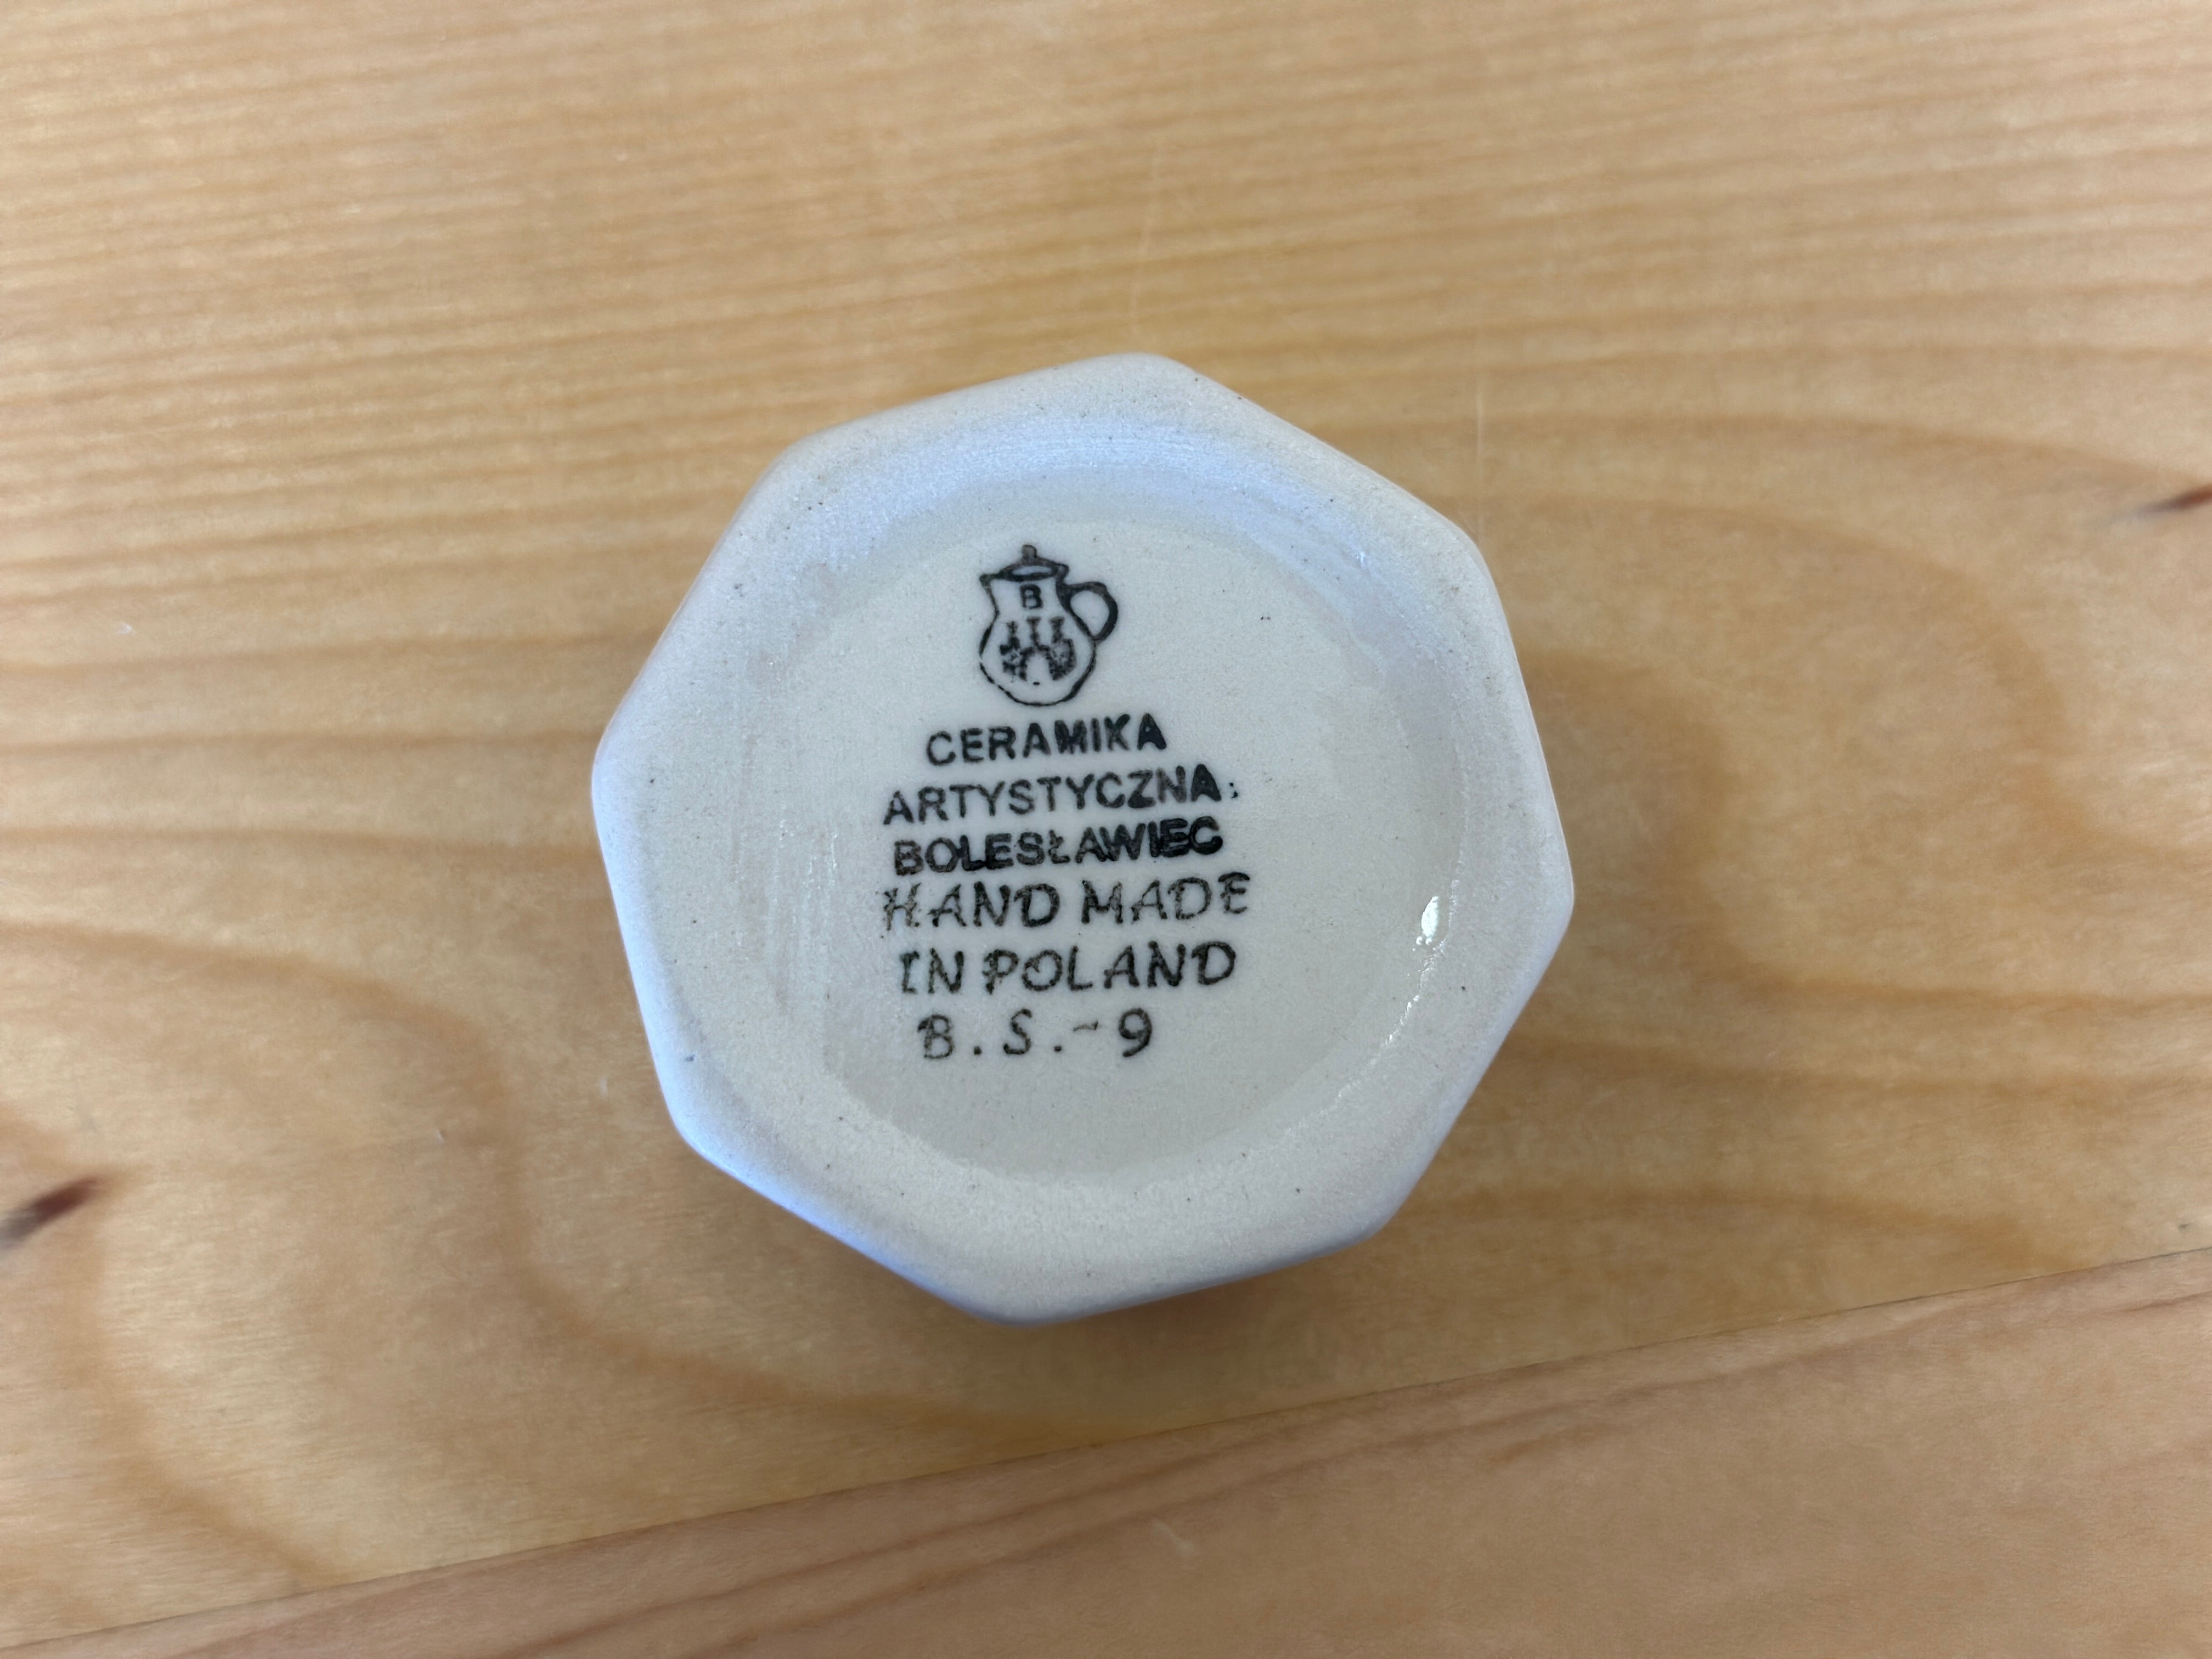 B
CERAMIKA
ARTYSTYCZNA
BOLESŁAWIEC
HAND MADE
IN POLAND
B.S.-9